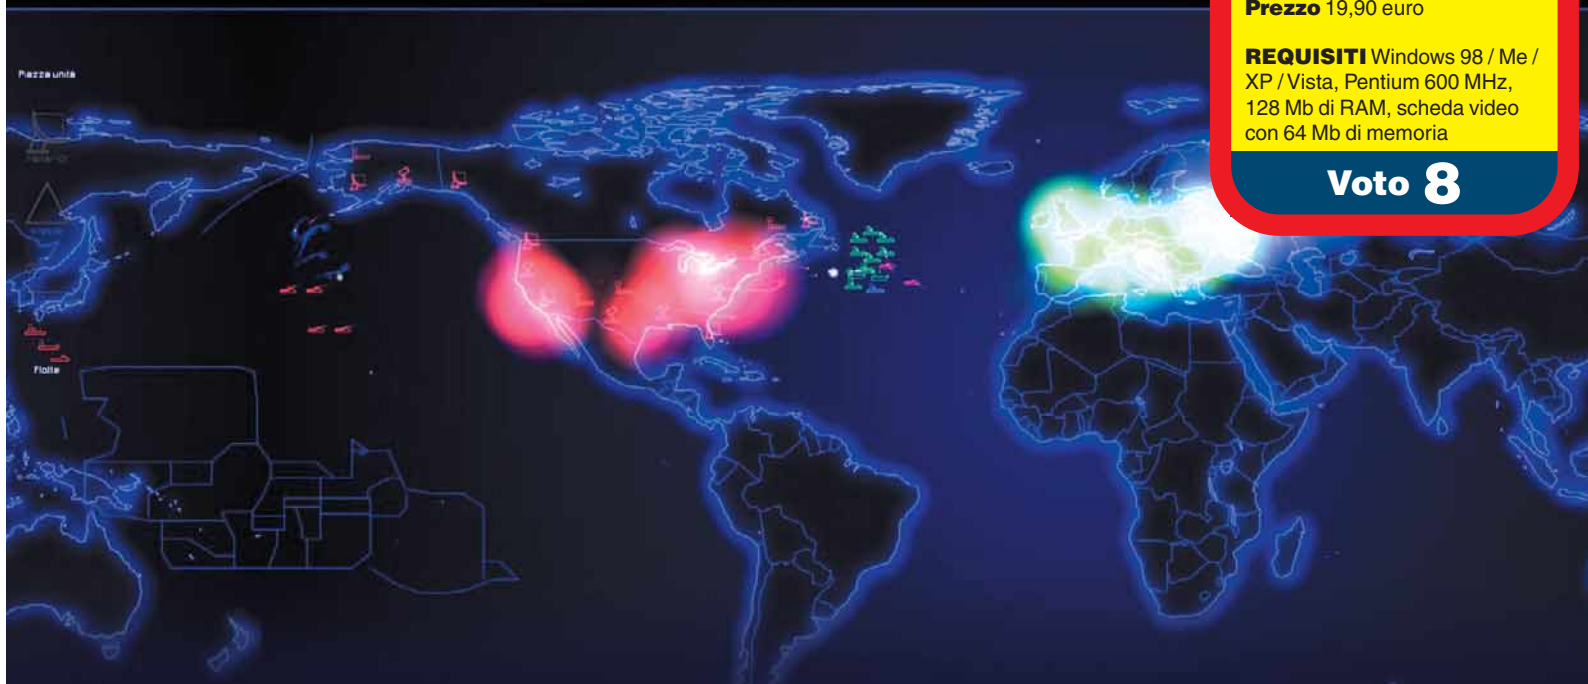 Prezzo 19,90 euro
REQUISITI Windows 98 / Me /
XP / Vista, Pentium 600 MHz,
128 Mb di RAM, scheda video
con 64 Mb di memoria
Voto 8
Piazza unità
Flotte